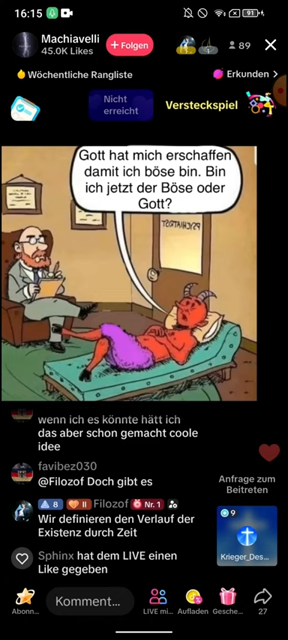 16:15
91+
Machiavelli
45.0K Likes
+ Folgen
89
Wöchentliche Rangliste
Erkunden >
Nicht
erreicht
Versteckspiel
Gott hat mich erschaffen
damit ich böse bin. Bin
ich jetzt der Böse oder
Gott?
PSYCHIATRIST
wenn ich es könnte hätt ich
das aber schon gemacht coole
idee
favibez030
@Filozof Doch gibt es
8 II Filozof Nr. 1
Wir definieren den Verlauf der
Existenz durch Zeit
Sphinx hat dem LIVE einen
Like gegeben
Anfrage zum
Beitreten
9
Krieger_Des...
Abonn...
Komment...
LIVE mi...
Aufladen
Gesche...
27